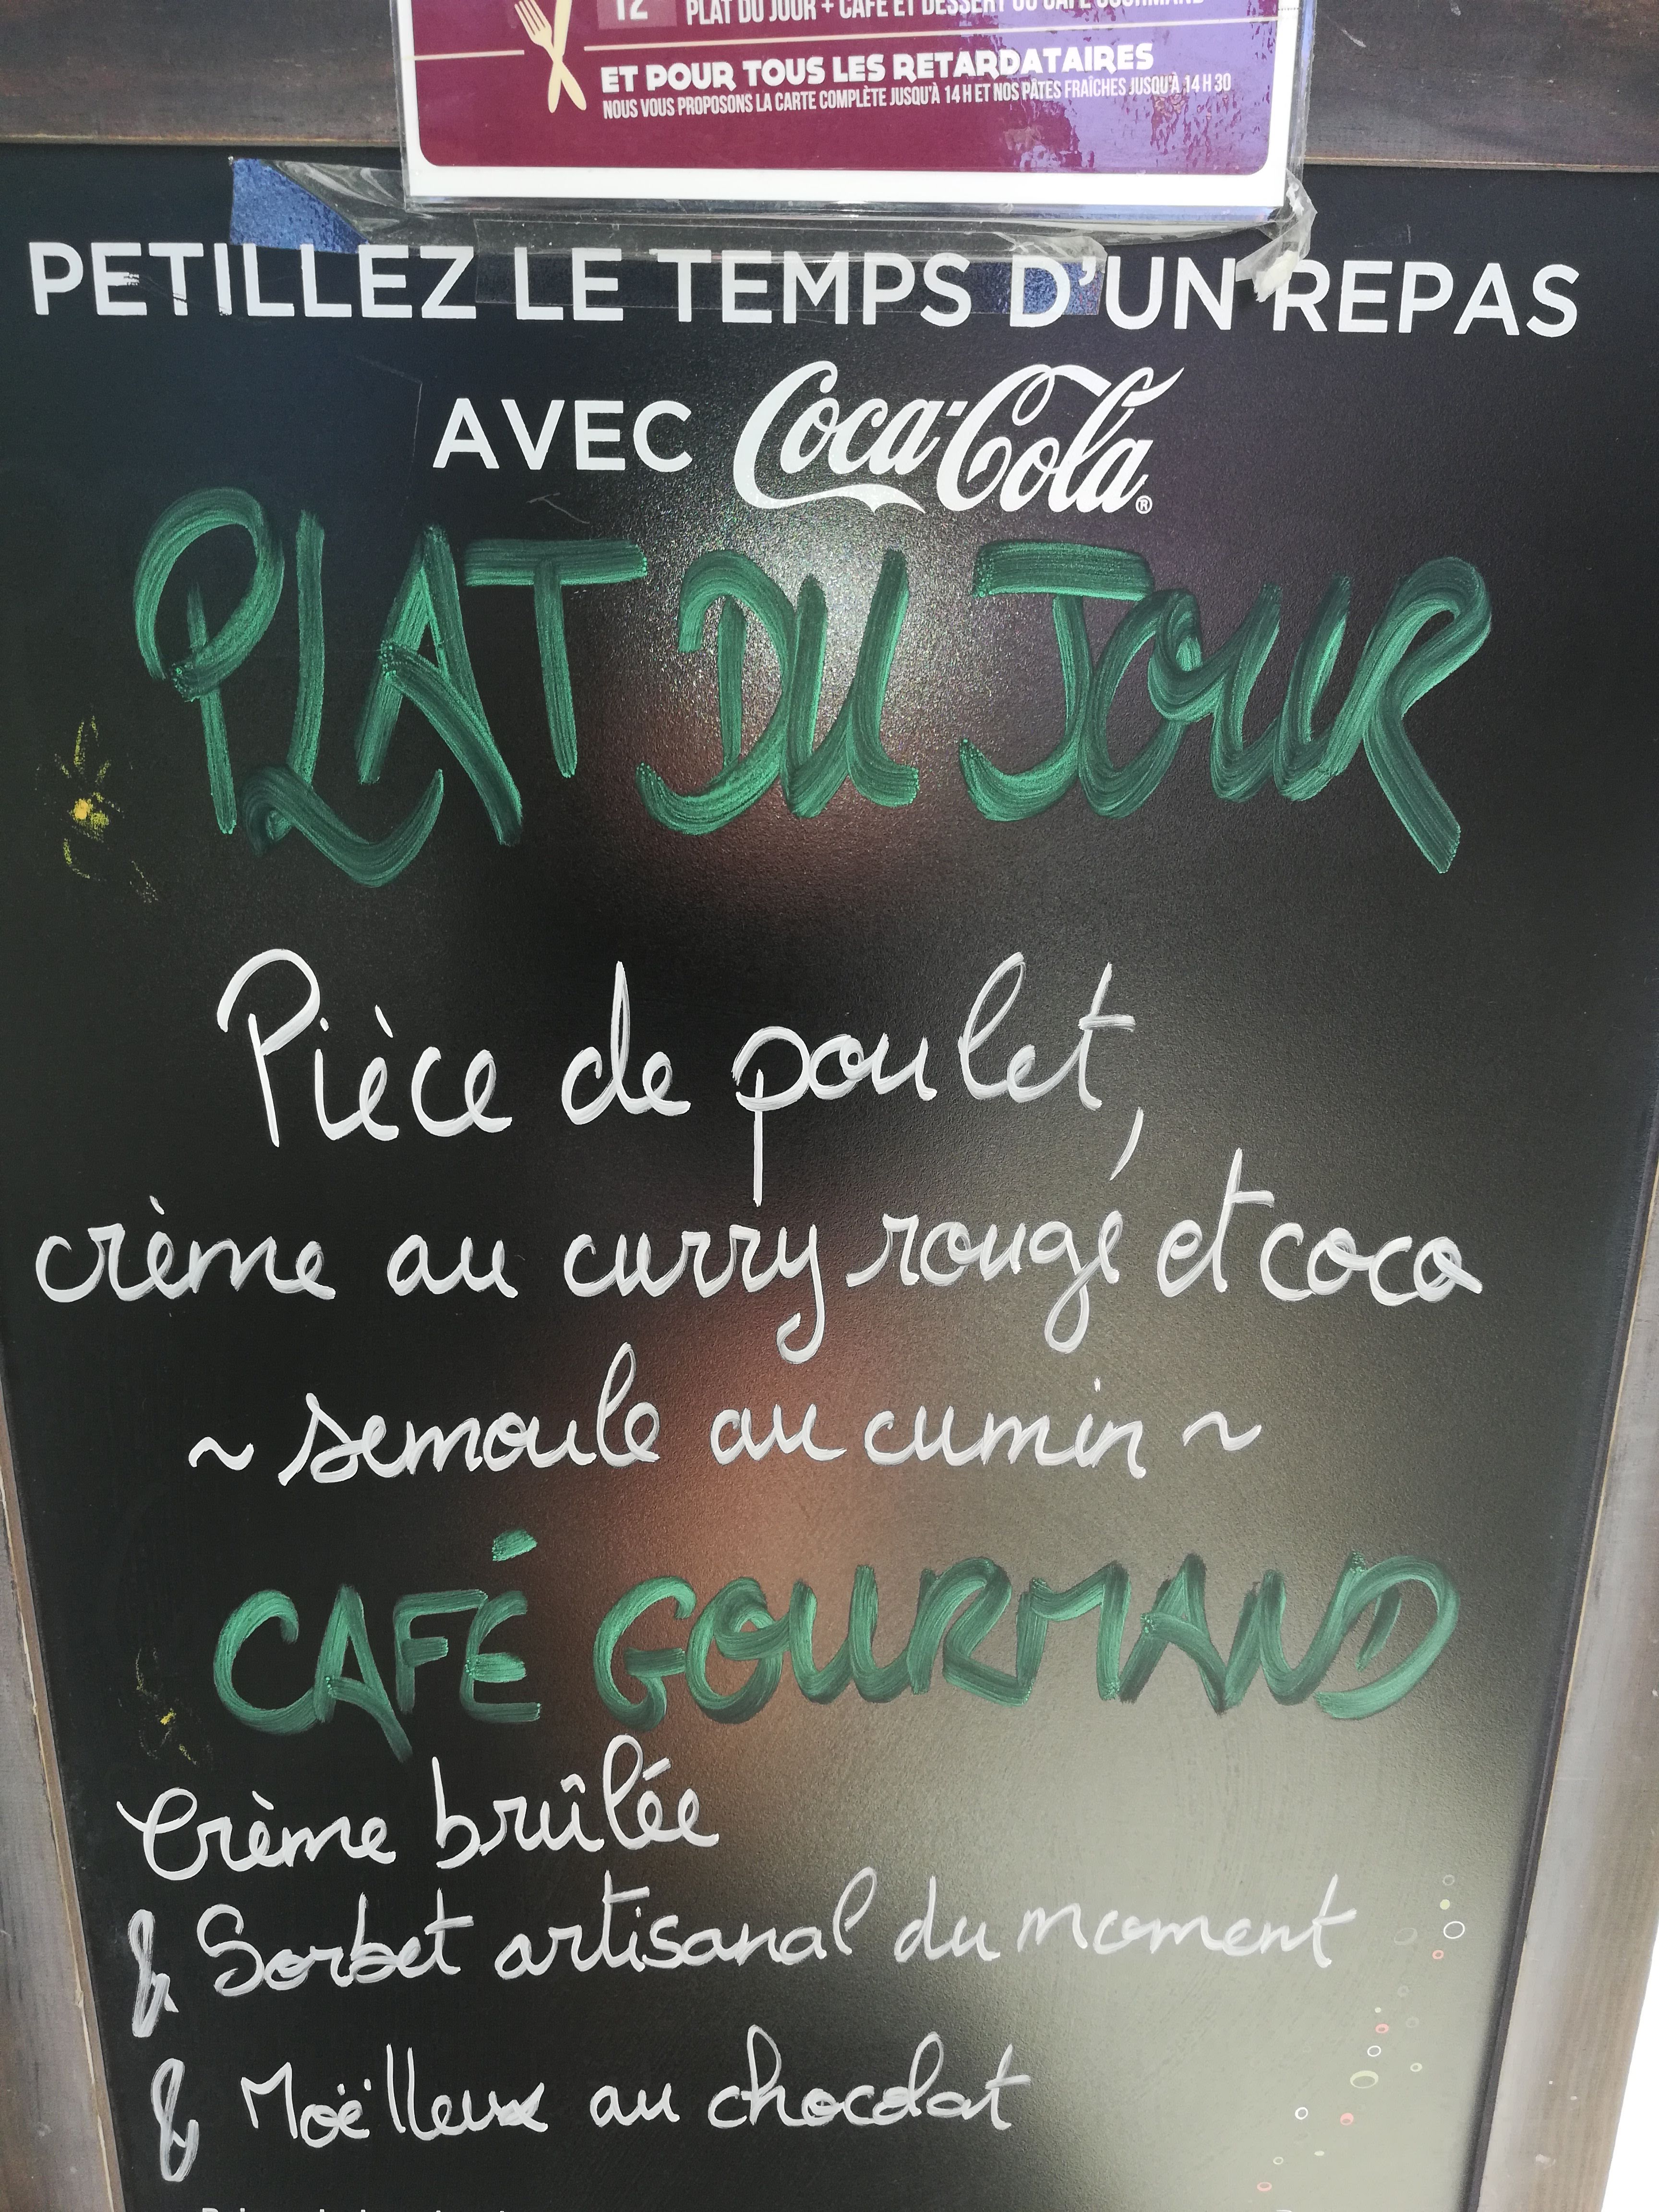 12
PLAT DU JOUR + CAFÉ ET DESSERT OU CAFÉ GOURMAND
ET POUR TOUS LES RETARDATAIRES
NOUS VOUS PROPOSONS LA CARTE COMPLÈTE JUSQU'À 14 H ET NOS PÂTES FRAÎCHES JUSQU'À 14 H 30
PETILLEZ LE TEMPS D'UN REPAS
AVEC Coca-Cola®
PLAT DU JOUR
Pièce de poulet,
crème au curry rouge et coco
~ semoule au cumin ~
CAFÉ GOURMAND
Crème brûlée
& Sorbet artisanal du moment
& Moëlleux au chocolat